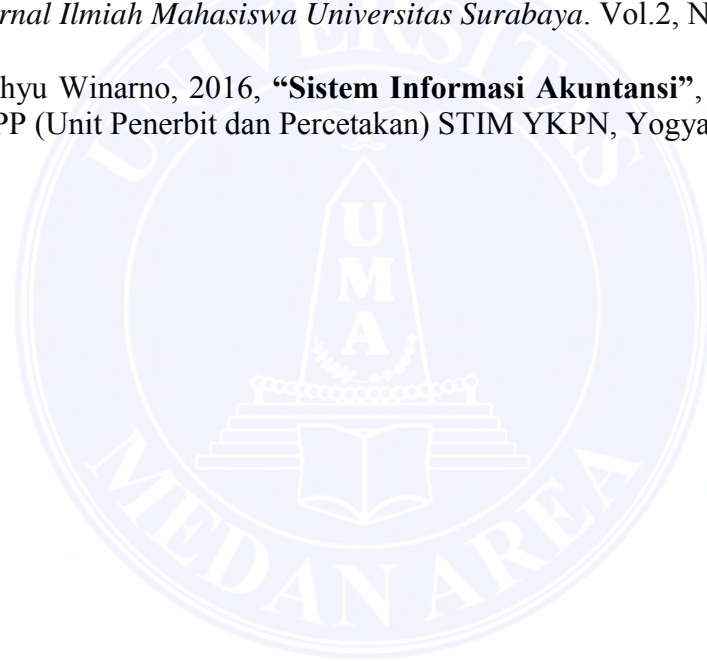 rnal Ilmiah Mahasiswa Universitas Surabaya. Vol.2, N
hyu Winarno, 2016, “Sistem Informasi Akuntansi”,
PP (Unit Penerbit dan Percetakan) STIM YKPN, Yogya
UNIVERSITAS
U
M
A
MEDAN AREA